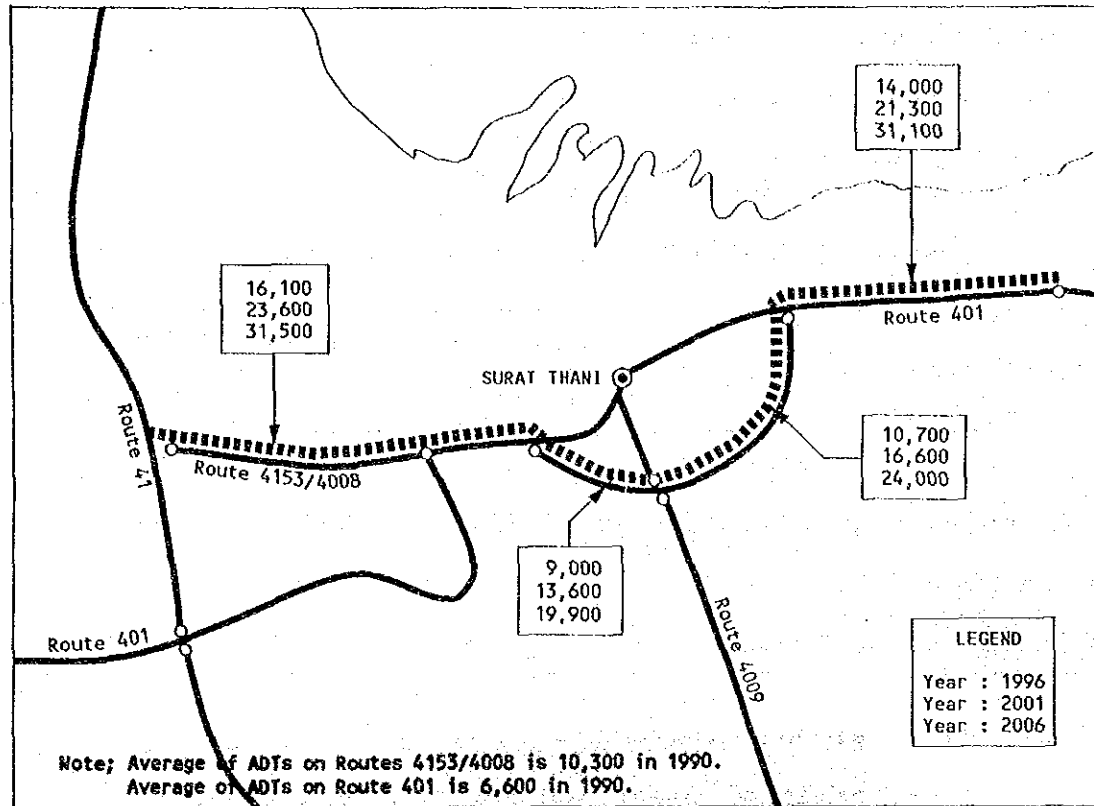 14,000
21,300
31,100
16,100
23,600
31,500
Route 401
SURAT THANI
Route 41
Route 4153/4008
10,700
16,600
24,000
9,000
13,600
19,900
Route 401
Route 4009
LEGEND
Year : 1996
Year : 2001
Year : 2006
Note; Average of ADTs on Routes 4153/4008 is 10,300 in 1990.
Average of ADTs on Route 401 is 6,600 in 1990.